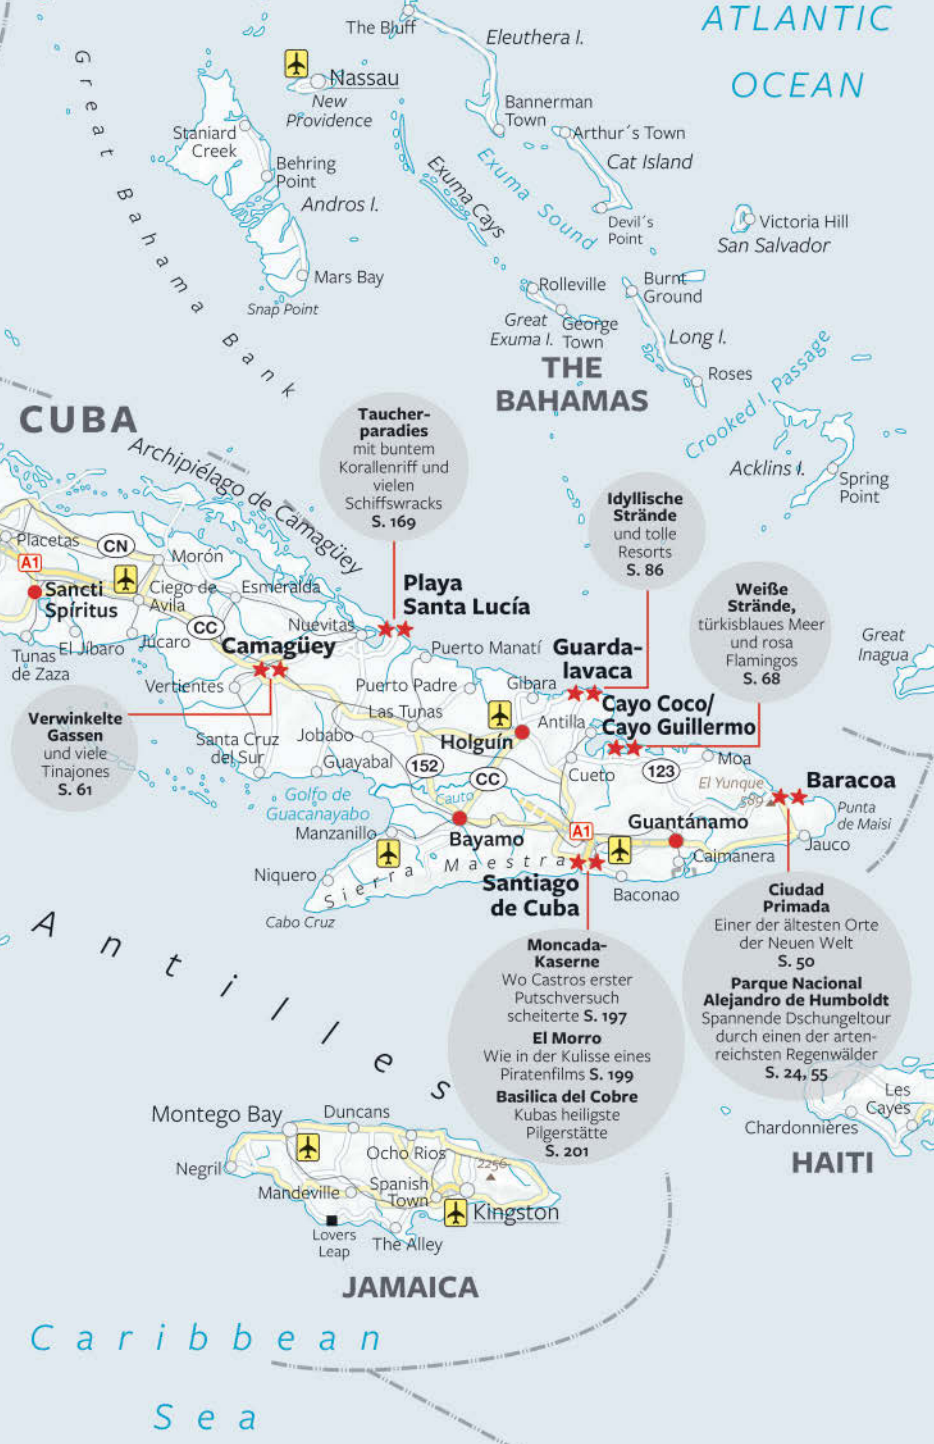 ATLANTIC
OCEAN
The Bluff
Eleuthera I.
Nassau
New
Providence
Great Bahama Bank
Bannerman
Town
Staniard
Creek
Arthur´s Town
Cat Island
Behring
Point
Andros I.
Exuma Cays
Exuma Sound
Devil´s
Point
Victoria Hill
San Salvador
Mars Bay
Snap Point
Rolleville
Burnt
Ground
Great
Exuma I.
George
Town
Long I.
THE
BAHAMAS
Roses
Crooked I. Passage
Acklins I.
Spring
Point
CUBA
Archipiélago de Camagüey
Taucher-
paradies
mit buntem
Korallenriff und
vielen
Schiffswracks
S. 169
Idyllische
Strände
und tolle
Resorts
S. 86
Weiße
Strände,
türkisblaues Meer
und rosa
Flamingos
S. 68
Great
Inagua
Placetas
CN
A1
Morón
Sancti
Spíritus
Ciego de
Avila
Esmeralda
Playa
Santa Lucía
CC
Nuevitas
Tunas
de Zaza
El Jíbaro
Júcaro
Camagüey
Puerto Manatí
Guarda-
lavaca
Vertientes
Puerto Padre
Gibara
Cayo Coco/
Cayo Guillermo
Verwinkelte
Gassen
und viele
Tinajones
S. 61
Las Tunas
Antilla
Santa Cruz
del Sur
Jobabo
Holguín
Guayabal
152
CC
Cueto
123
Moa
El Yunque
589
Baracoa
Punta
de Maisi
Golfo de
Guacanayabo
Cauto
Manzanillo
Bayamo
A1
Guantánamo
Jauco
Niquero
Sierra Maestra
Caimanera
Santiago
de Cuba
Baconao
Cabo Cruz
Antilles
Ciudad
Primada
Einer der ältesten Orte
der Neuen Welt
S. 50
Parque Nacional
Alejandro de Humboldt
Spannende Dschungeltour
durch einen der arten-
reichsten Regenwälder
S. 24, 55
Moncada-
Kaserne
Wo Castros erster
Putschversuch
scheiterte S. 197
El Morro
Wie in der Kulisse eines
Piratenfilms S. 199
Basilica del Cobre
Kubas heiligste
Pilgerstätte
S. 201
Les
Cayes
Chardonnières
HAITI
Montego Bay
Duncans
Negril
Ocho Rios
2256
Mandeville
Spanish
Town
Kingston
Lovers
Leap
The Alley
JAMAICA
Caribbean
Sea